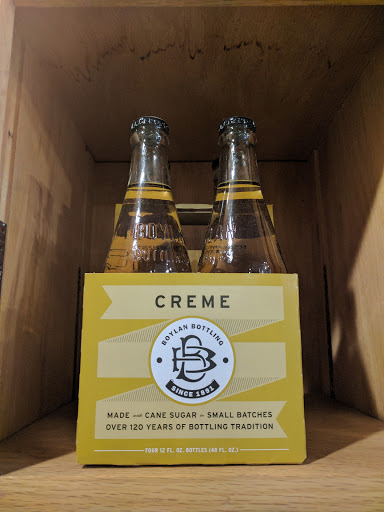 CREME
BOYLAN BOTTLING
BB
SINCE 1891
MADE with CANE SUGAR in SMALL BATCHES
OVER 120 YEARS OF BOTTLING TRADITION
FOUR 12 FL. OZ. BOTTLES (48 FL. OZ.)